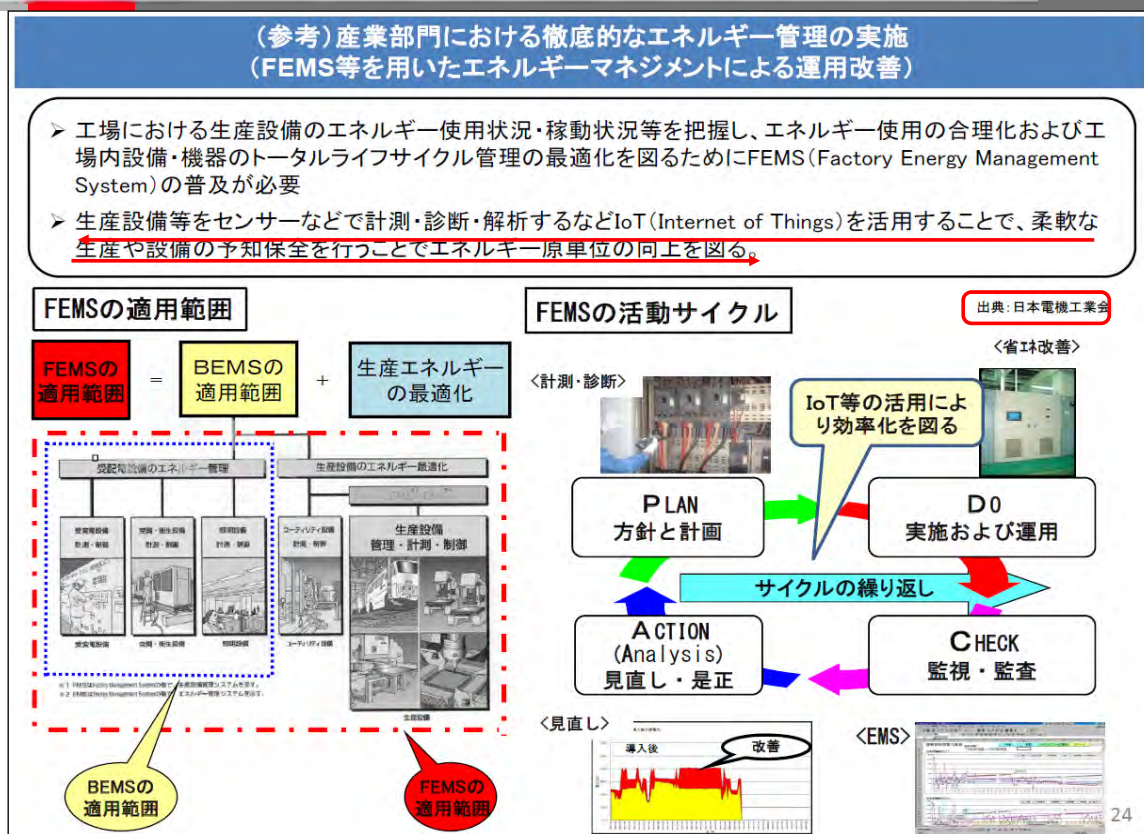 (参考)産業部門における徹底的なエネルギー管理の実施
(FEMS等を用いたエネルギーマネジメントによる運用改善)
➢ 工場における生産設備のエネルギー使用状況・稼動状況等を把握し、エネルギー使用の合理化および工
場内設備・機器のトータルライフサイクル管理の最適化を図るためにFEMS(Factory Energy Management
System)の普及が必要
➢ 生産設備等をセンサーなどで計測・診断・解析するなどIoT(Internet of Things)を活用することで、柔軟な
生産や設備の予知保全を行うことでエネルギー原単位の向上を図る。
FEMSの適用範囲
FEMSの
適用範囲
=
BEMSの
適用範囲
+
生産エネルギー
の最適化
受配電設備のエネルギー管理
生産設備のエネルギー最適化
受変電設備
計測・制御
空調・衛生設備
計測・制御
照明設備
計測・制御
ユーティリティ設備
計測・制御
生産設備
管理・計測・制御
受変電設備
空調・衛生設備
照明設備
ユーティリティ設備
生産設備
BEMSの
適用範囲
FEMSの
適用範囲
FEMSの活動サイクル
出典:日本電機工業会
<計測・診断>
<省エネ改善>
IoT等の活用によ
り効率化を図る
PLAN
方針と計画
DO
実施および運用
サイクルの繰り返し
ACTION
(Analysis)
見直し・是正
CHECK
監視・監査
<見直し>
導入後
改善
<EMS>
24